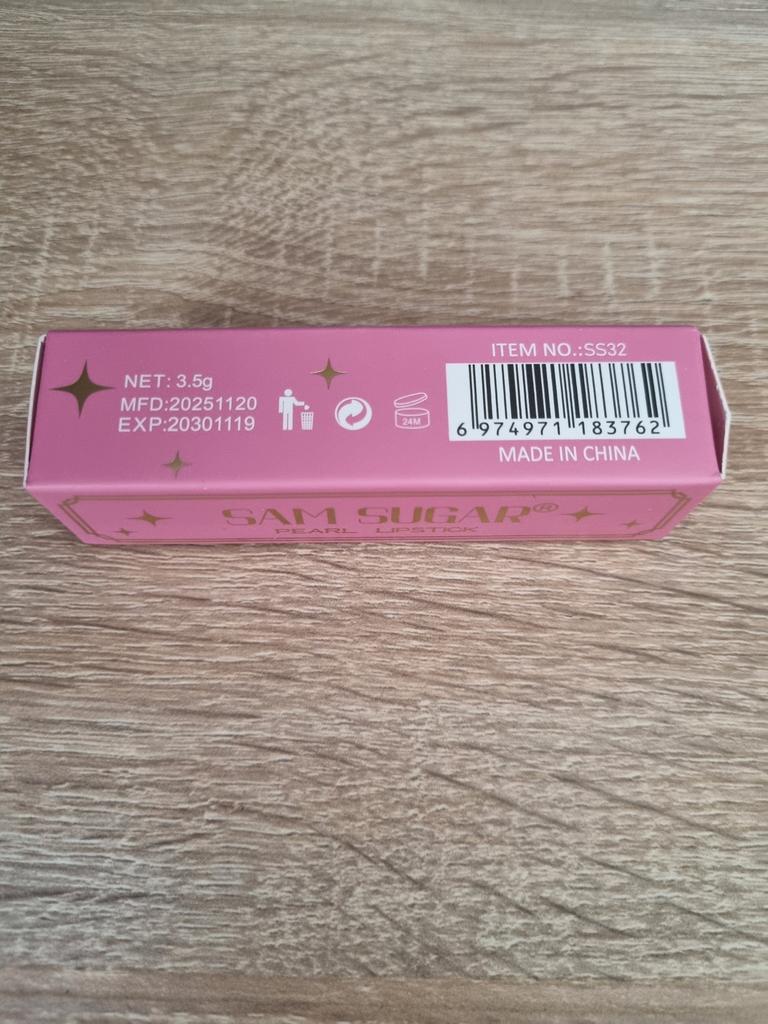 NET: 3.5g
MFD:20251120
EXP:20301119
24M
ITEM NO.:SS32
6 974971 183762
MADE IN CHINA
SAM SUGAR®
PEARL LIPSTICK